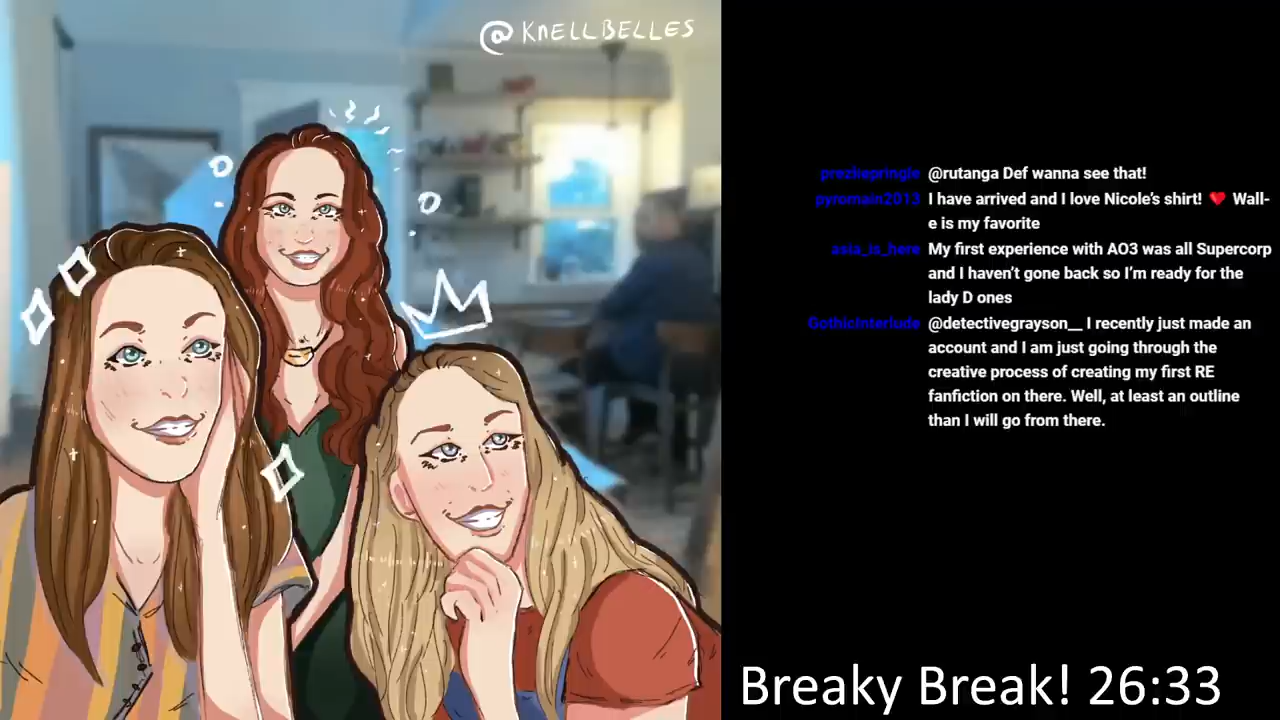 @KNELLBELLES
prezliepringle @rutanga Def wanna see that!
pyromain2013 I have arrived and I love Nicole's shirt! ❤️ Wall-
e is my favorite
asia_is_here My first experience with AO3 was all Supercorp
and I haven't gone back so I'm ready for the
lady D ones
GothicInterlude @detectivegrayson__ I recently just made an
account and I am just going through the
creative process of creating my first RE
fanfiction on there. Well, at least an outline
than I will go from there.
Breaky Break! 26:33